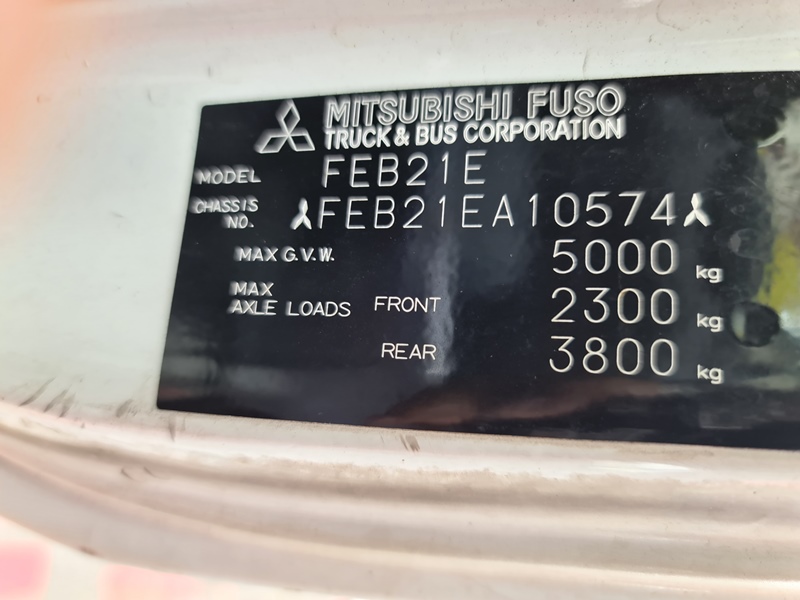 MITSUBISHI FUSO
TRUCK & BUS CORPORATION
MODEL FEB21E
CHASSIS NO. FEB21EA10574
MAX G.V.W. 5000 kg
MAX AXLE LOADS FRONT 2300 kg
REAR 3800 kg